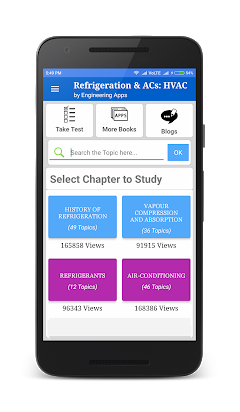 5:49 PM
VoLTE
Refrigeration & ACs: HVAC
by Engineering Apps
APPS
Take Test
More Books
Blogs
Search the Topic here...
OK
Select Chapter to Study
HISTORY OF
REFRIGERATION
(49 Topics)
VAPOUR
COMPRESSION
AND ABSORPTION
(36 Topics)
165858 Views
91915 Views
REFRIGERANTS
(12 Topics)
AIR-CONDITIONING
(46 Topics)
96343 Views
168386 Views